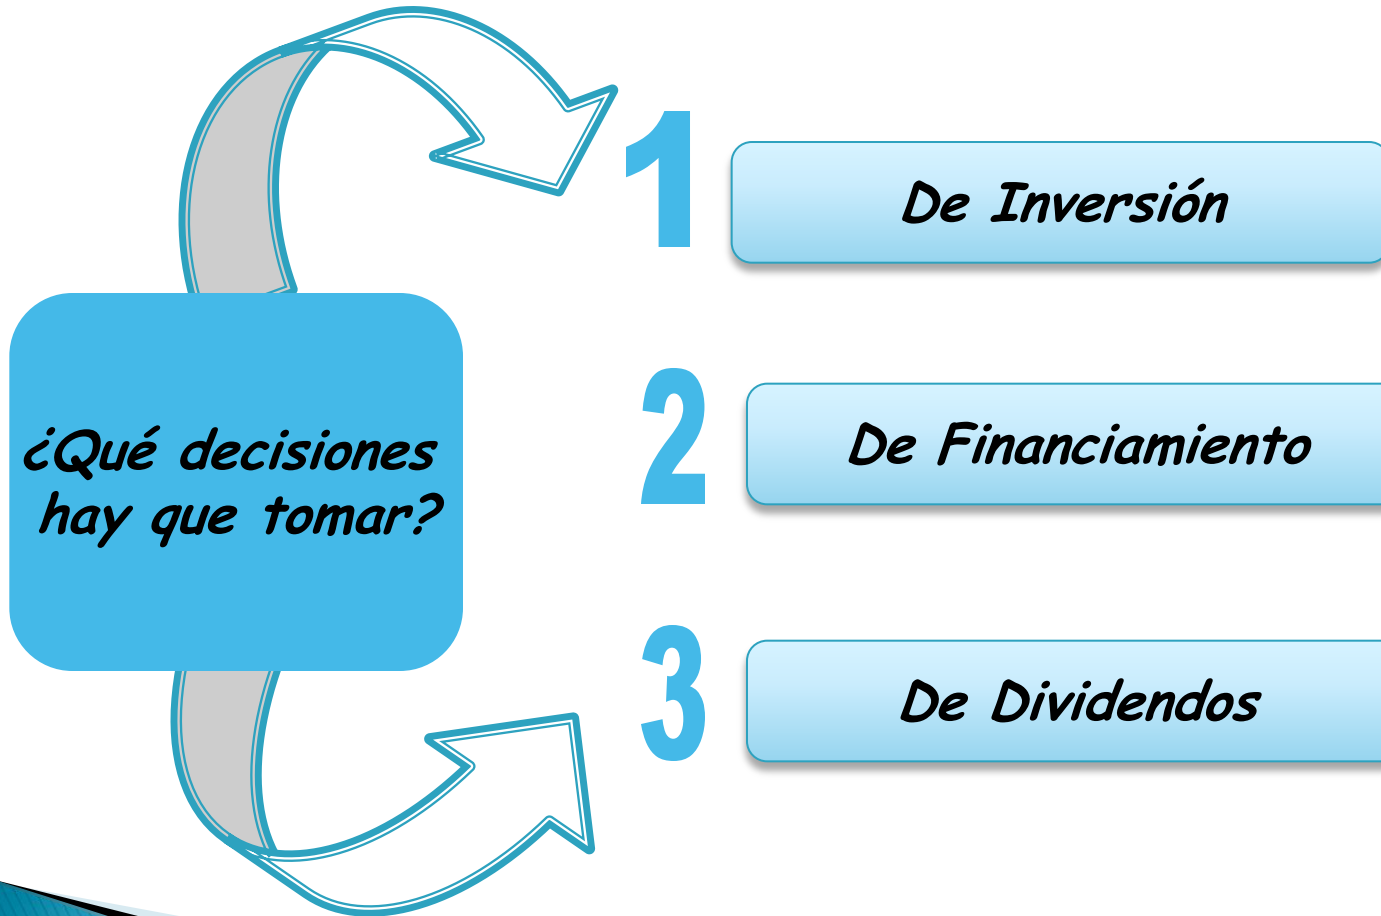 ¿Qué decisiones
hay que tomar?
1
De Inversión
2
De Financiamiento
3
De Dividendos